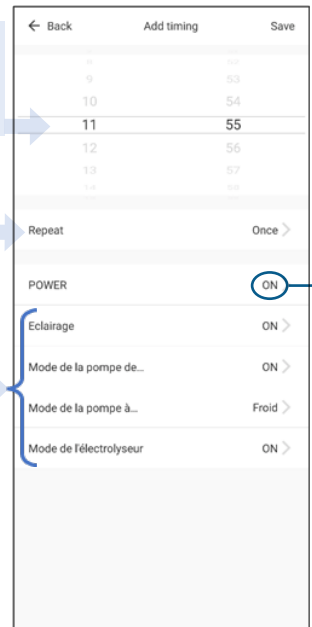 ← Back Add timing Save
9 53
10 54
11 55
12 56
13 57
Repeat Once >
POWER ON
Eclairage ON >
Mode de la pompe de... ON >
Mode de la pompe à... Froid >
Mode de l'électrolyseur ON >